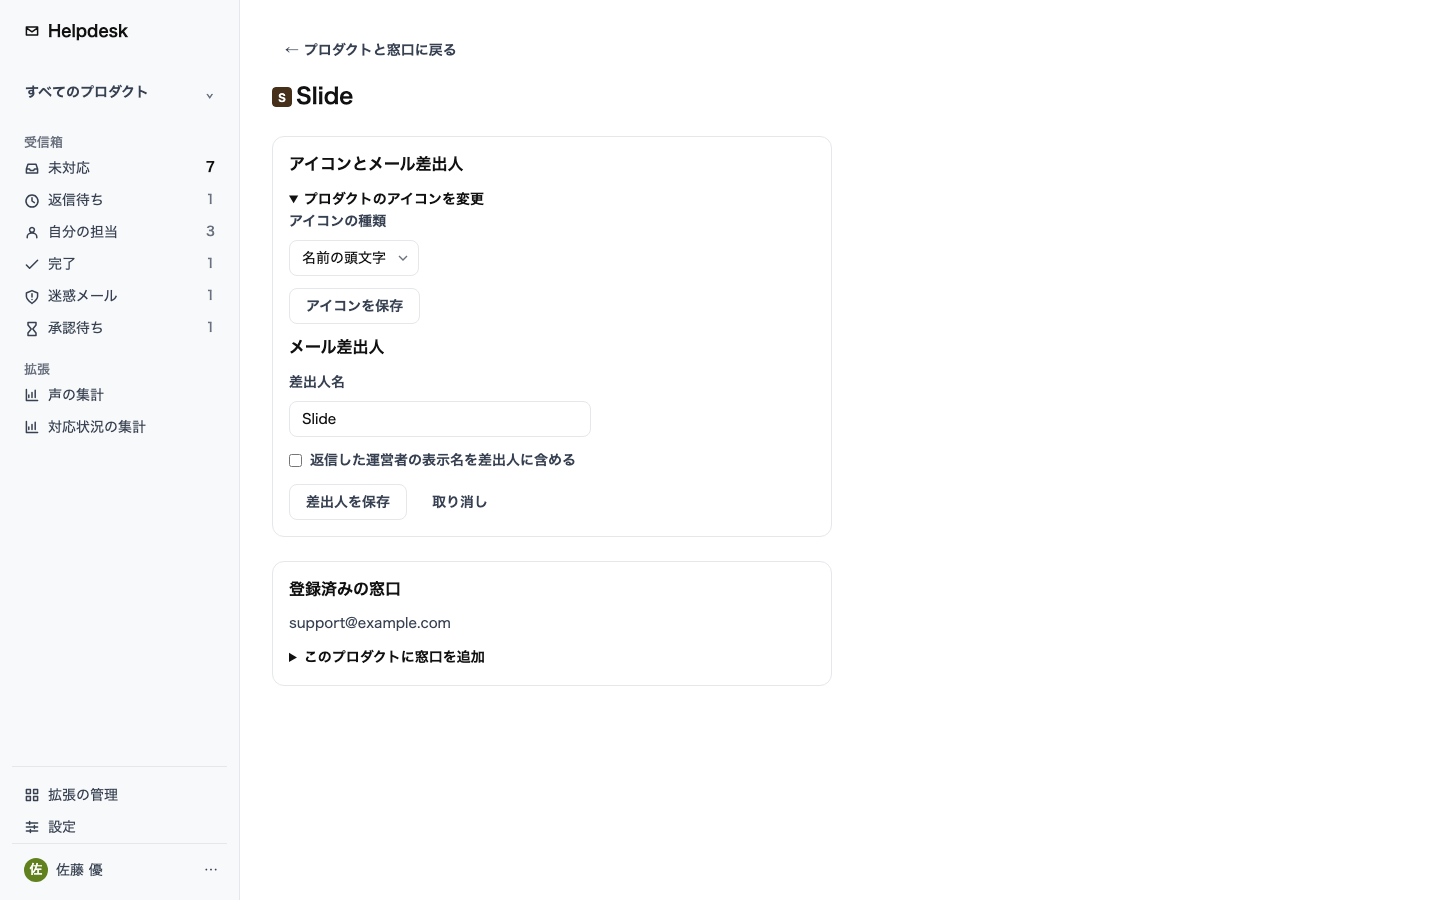 Helpdesk
すべてのプロダクト
受信箱
未対応 7
返信待ち 1
自分の担当 3
完了 1
迷惑メール 1
承認待ち 1
拡張
声の集計
対応状況の集計
拡張の管理
設定
佐 佐藤 優 …
← プロダクトと窓口に戻る
S Slide
アイコンとメール差出人
▼ プロダクトのアイコンを変更
アイコンの種類
名前の頭文字
アイコンを保存
メール差出人
差出人名
Slide
返信した運営者の表示名を差出人に含める
差出人を保存 取り消し
登録済みの窓口
support@example.com
▶ このプロダクトに窓口を追加